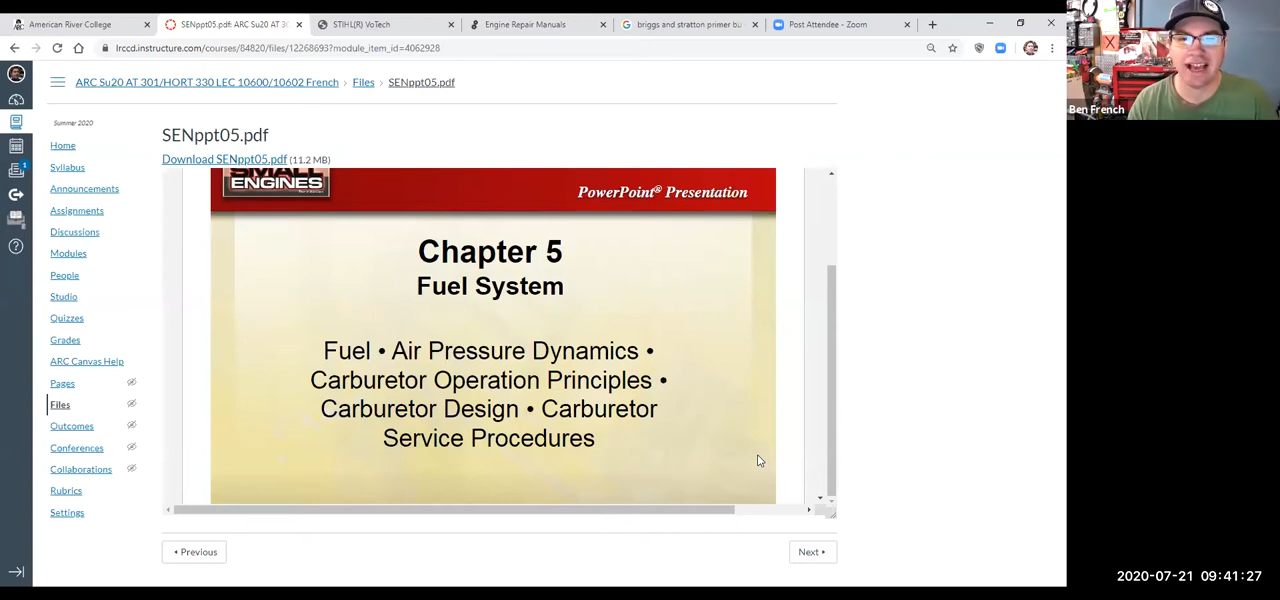 American River College
SENppt05.pdf: ARC Su20 AT 3
STIHL(R) VoTech
Engine Repair Manuals
briggs and stratton primer bu
Post Attendee - Zoom
lrccd.instructure.com/courses/84820/files/12268693?module_item_id=4062928
Ben French
ARC Su20 AT 301/HORT 330 LEC 10600/10602 French
Files
SENppt05.pdf
Summer 2020
Home
Syllabus
Announcements
Assignments
Discussions
Modules
People
Studio
Quizzes
Grades
ARC Canvas Help
Pages
Files
Outcomes
Conferences
Collaborations
Rubrics
Settings
1
SENppt05.pdf
Download SENppt05.pdf (11.2 MB)
SMALL
ENGINES
PowerPoint® Presentation
Chapter 5
Fuel System
Fuel • Air Pressure Dynamics •
Carburetor Operation Principles •
Carburetor Design • Carburetor
Service Procedures
Previous
Next
2020-07-21 09:41:27